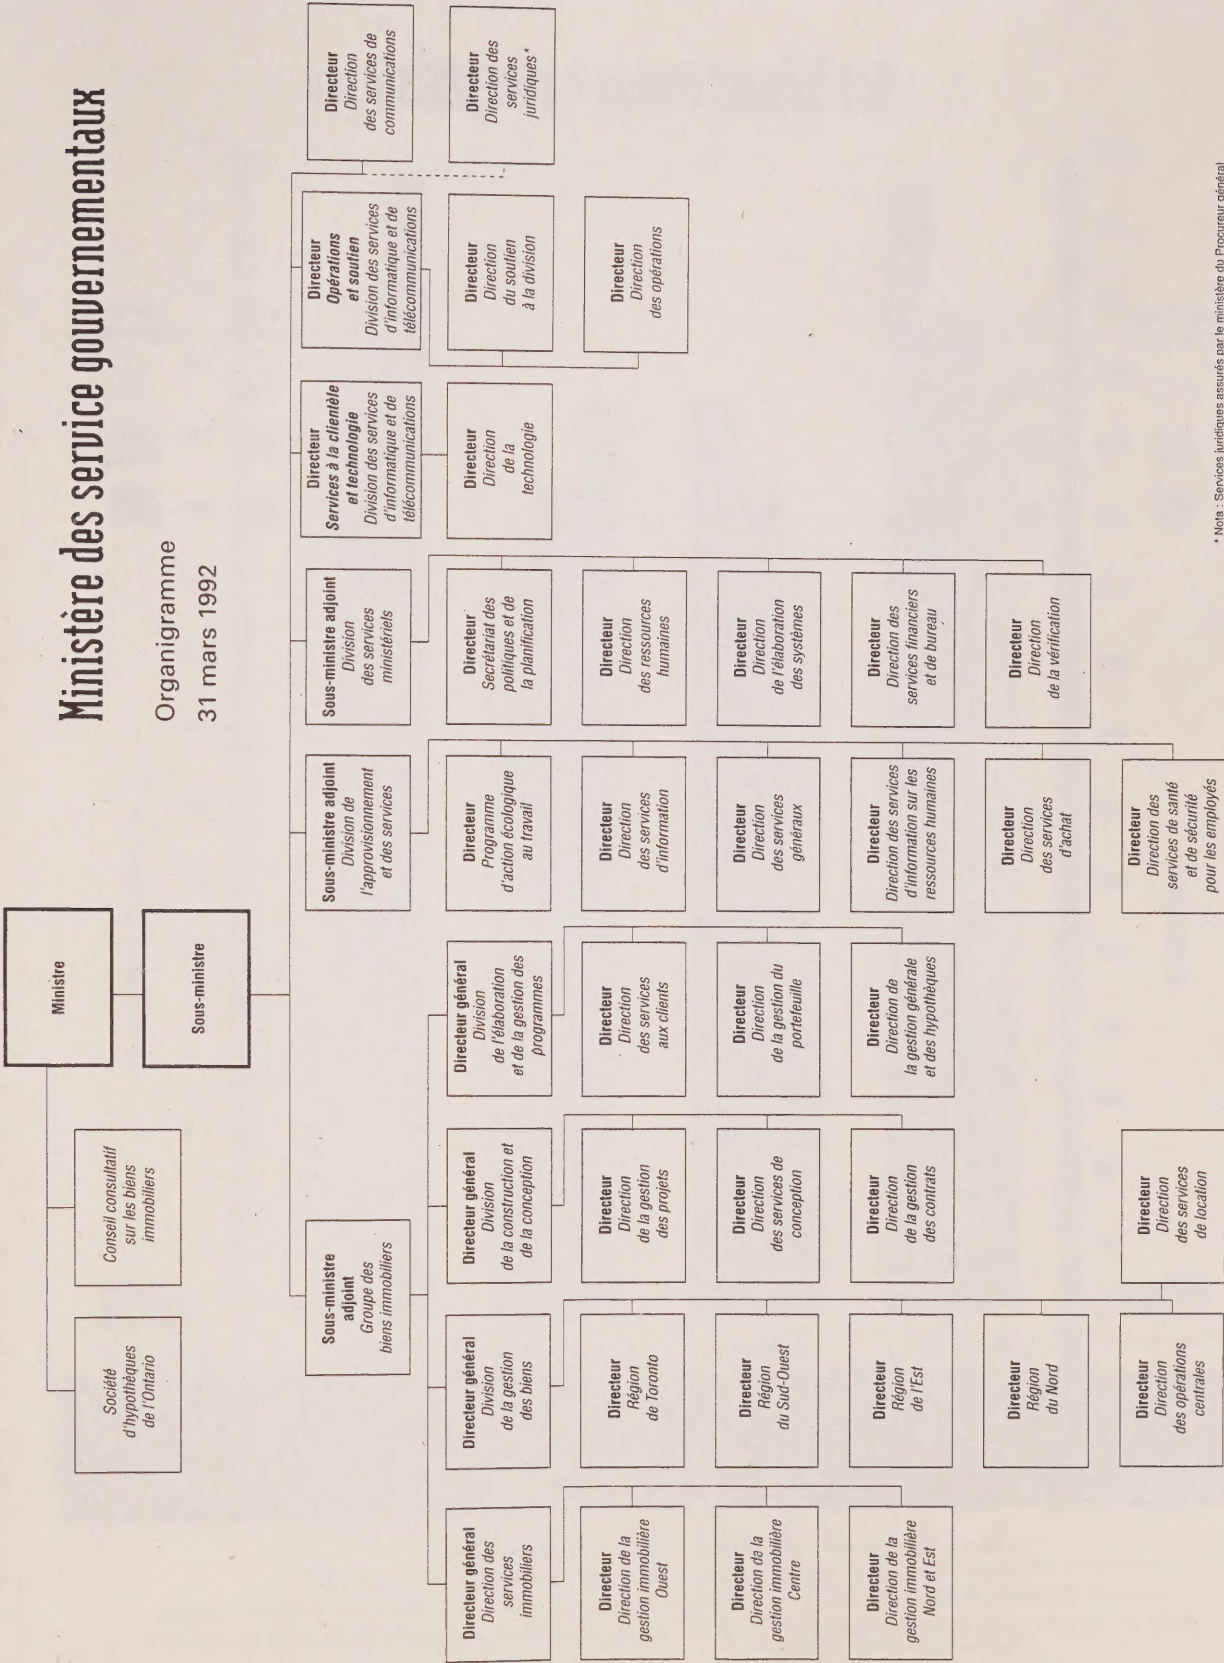 Ministère des service gouvernementaux
Organigramme
31 mars 1992
Ministre
Société
d'hypothèques
de l'Ontario
Conseil consultatif
sur les biens
immobiliers
Sous-ministre
Sous-ministre
adjoint
Groupe des
biens immobiliers
Sous-ministre adjoint
Division de
l'approvisionnement
et des services
Sous-ministre adjoint
Division
des services
ministériels
Directeur
Services à la clientèle
et technologie
Division des services
d'informatique et de
télécommunications
Directeur
Opérations
et soutien
Division des services
d'informatique et de
télécommunications
Directeur
Direction
des services de
communications
Directeur général
Direction des
services
immobiliers
Directeur général
Division
de la gestion
des biens
Directeur général
Division
de la construction et
de la conception
Directeur général
Division
de l'élaboration
et de la gestion des
programmes
Directeur
Programme
d'action écologique
au travail
Directeur
Secrétariat des
politiques et de
la planification
Directeur
Direction
de la
technologie
Directeur
Direction
du soutien
à la division
Directeur
Direction des
services
juridiques*
Directeur
Direction de la
gestion immobilière
Ouest
Directeur
Région
de Toronto
Directeur
Direction
de la gestion
des projets
Directeur
Direction
des services
aux clients
Directeur
Direction
des services
d'information
Directeur
Direction
des ressources
humaines
Directeur
Direction
des opérations
Directeur
Direction de la
gestion immobilière
Centre
Directeur
Région
du Sud-Ouest
Directeur
Direction
des services de
conception
Directeur
Direction
de la gestion du
portefeuille
Directeur
Direction
des services
généraux
Directeur
Direction
de l'élaboration
des systèmes
Directeur
Direction de la
gestion immobilière
Nord et Est
Directeur
Région
de l'Est
Directeur
Direction
de la gestion
des contrats
Directeur
Direction de
la gestion générale
et des hypothèques
Directeur
Direction des services
d'information sur les
ressources humaines
Directeur
Direction des
services financiers
et de bureau
Directeur
Région
du Nord
Directeur
Direction
des services
d'achat
Directeur
Direction
de la vérification
Directeur
Direction
des opérations
centrales
Directeur
Direction
des services
de location
Directeur
Direction des
services de santé
et de sécurité
pour les employés
* Nota : Services juridiques assurés par le ministère du Procureur général